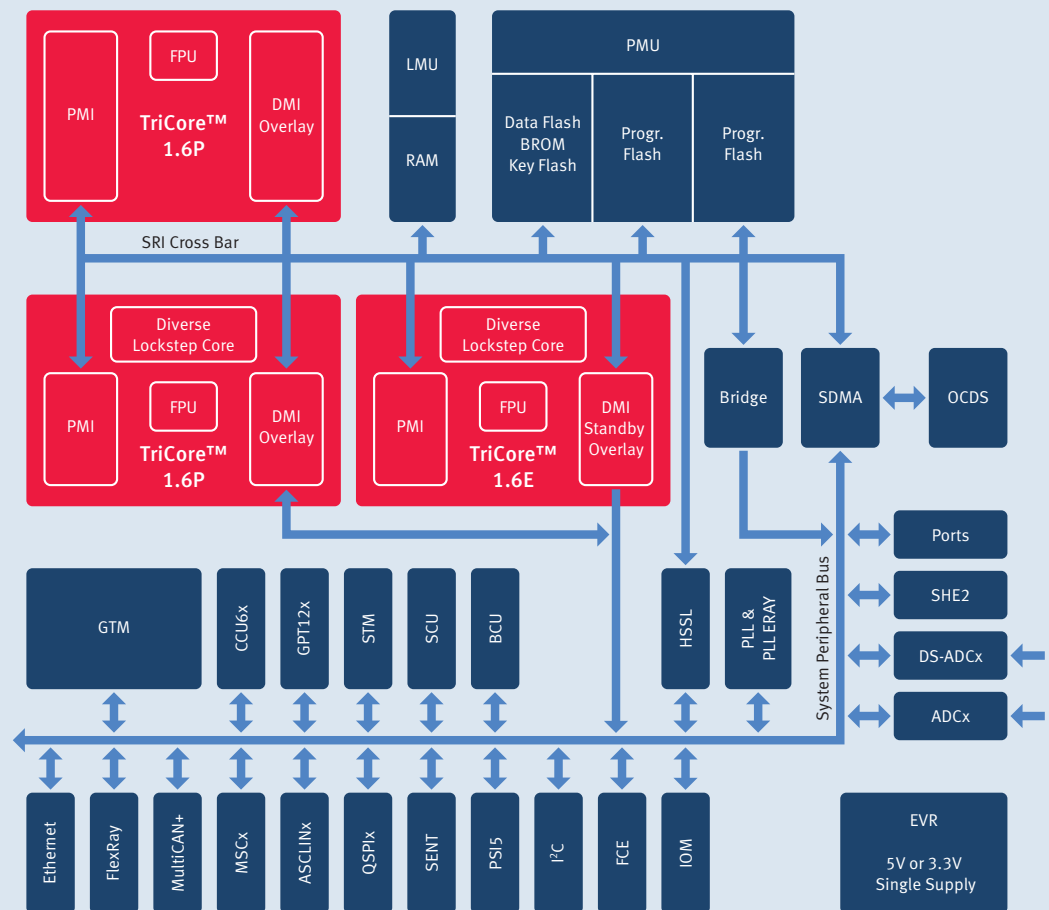 FPU
PMI
TriCore™
1.6P
DMI
Overlay
LMU
RAM
PMU
Data Flash
BROM
Key Flash
Progr.
Flash
Progr.
Flash
SRI Cross Bar
Diverse
Lockstep Core
PMI
FPU
TriCore™
1.6P
DMI
Overlay
Diverse
Lockstep Core
PMI
FPU
TriCore™
1.6E
DMI
Standby
Overlay
Bridge
SDMA
OCDS
Ports
SHE2
DS-ADCx
ADCx
System Peripheral Bus
GTM
CCU6x
GPT12x
STM
SCU
BCU
HSSL
PLL &
PLL ERAY
Ethernet
FlexRay
MultiCAN+
MSCx
ASCLINx
QSPIx
SENT
PSI5
I²C
FCE
IOM
EVR
5V or 3.3V
Single Supply